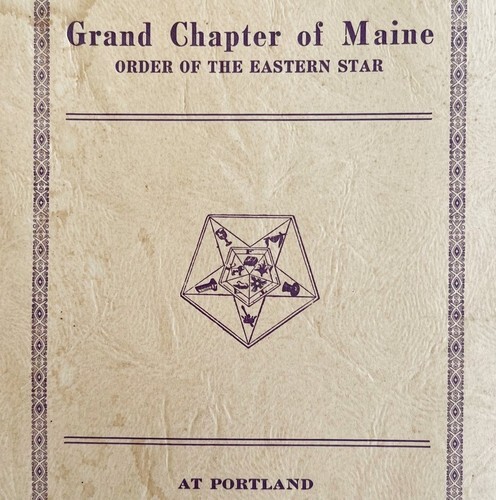 Grand Chapter of Maine
ORDER OF THE EASTERN STAR
AT PORTLAND